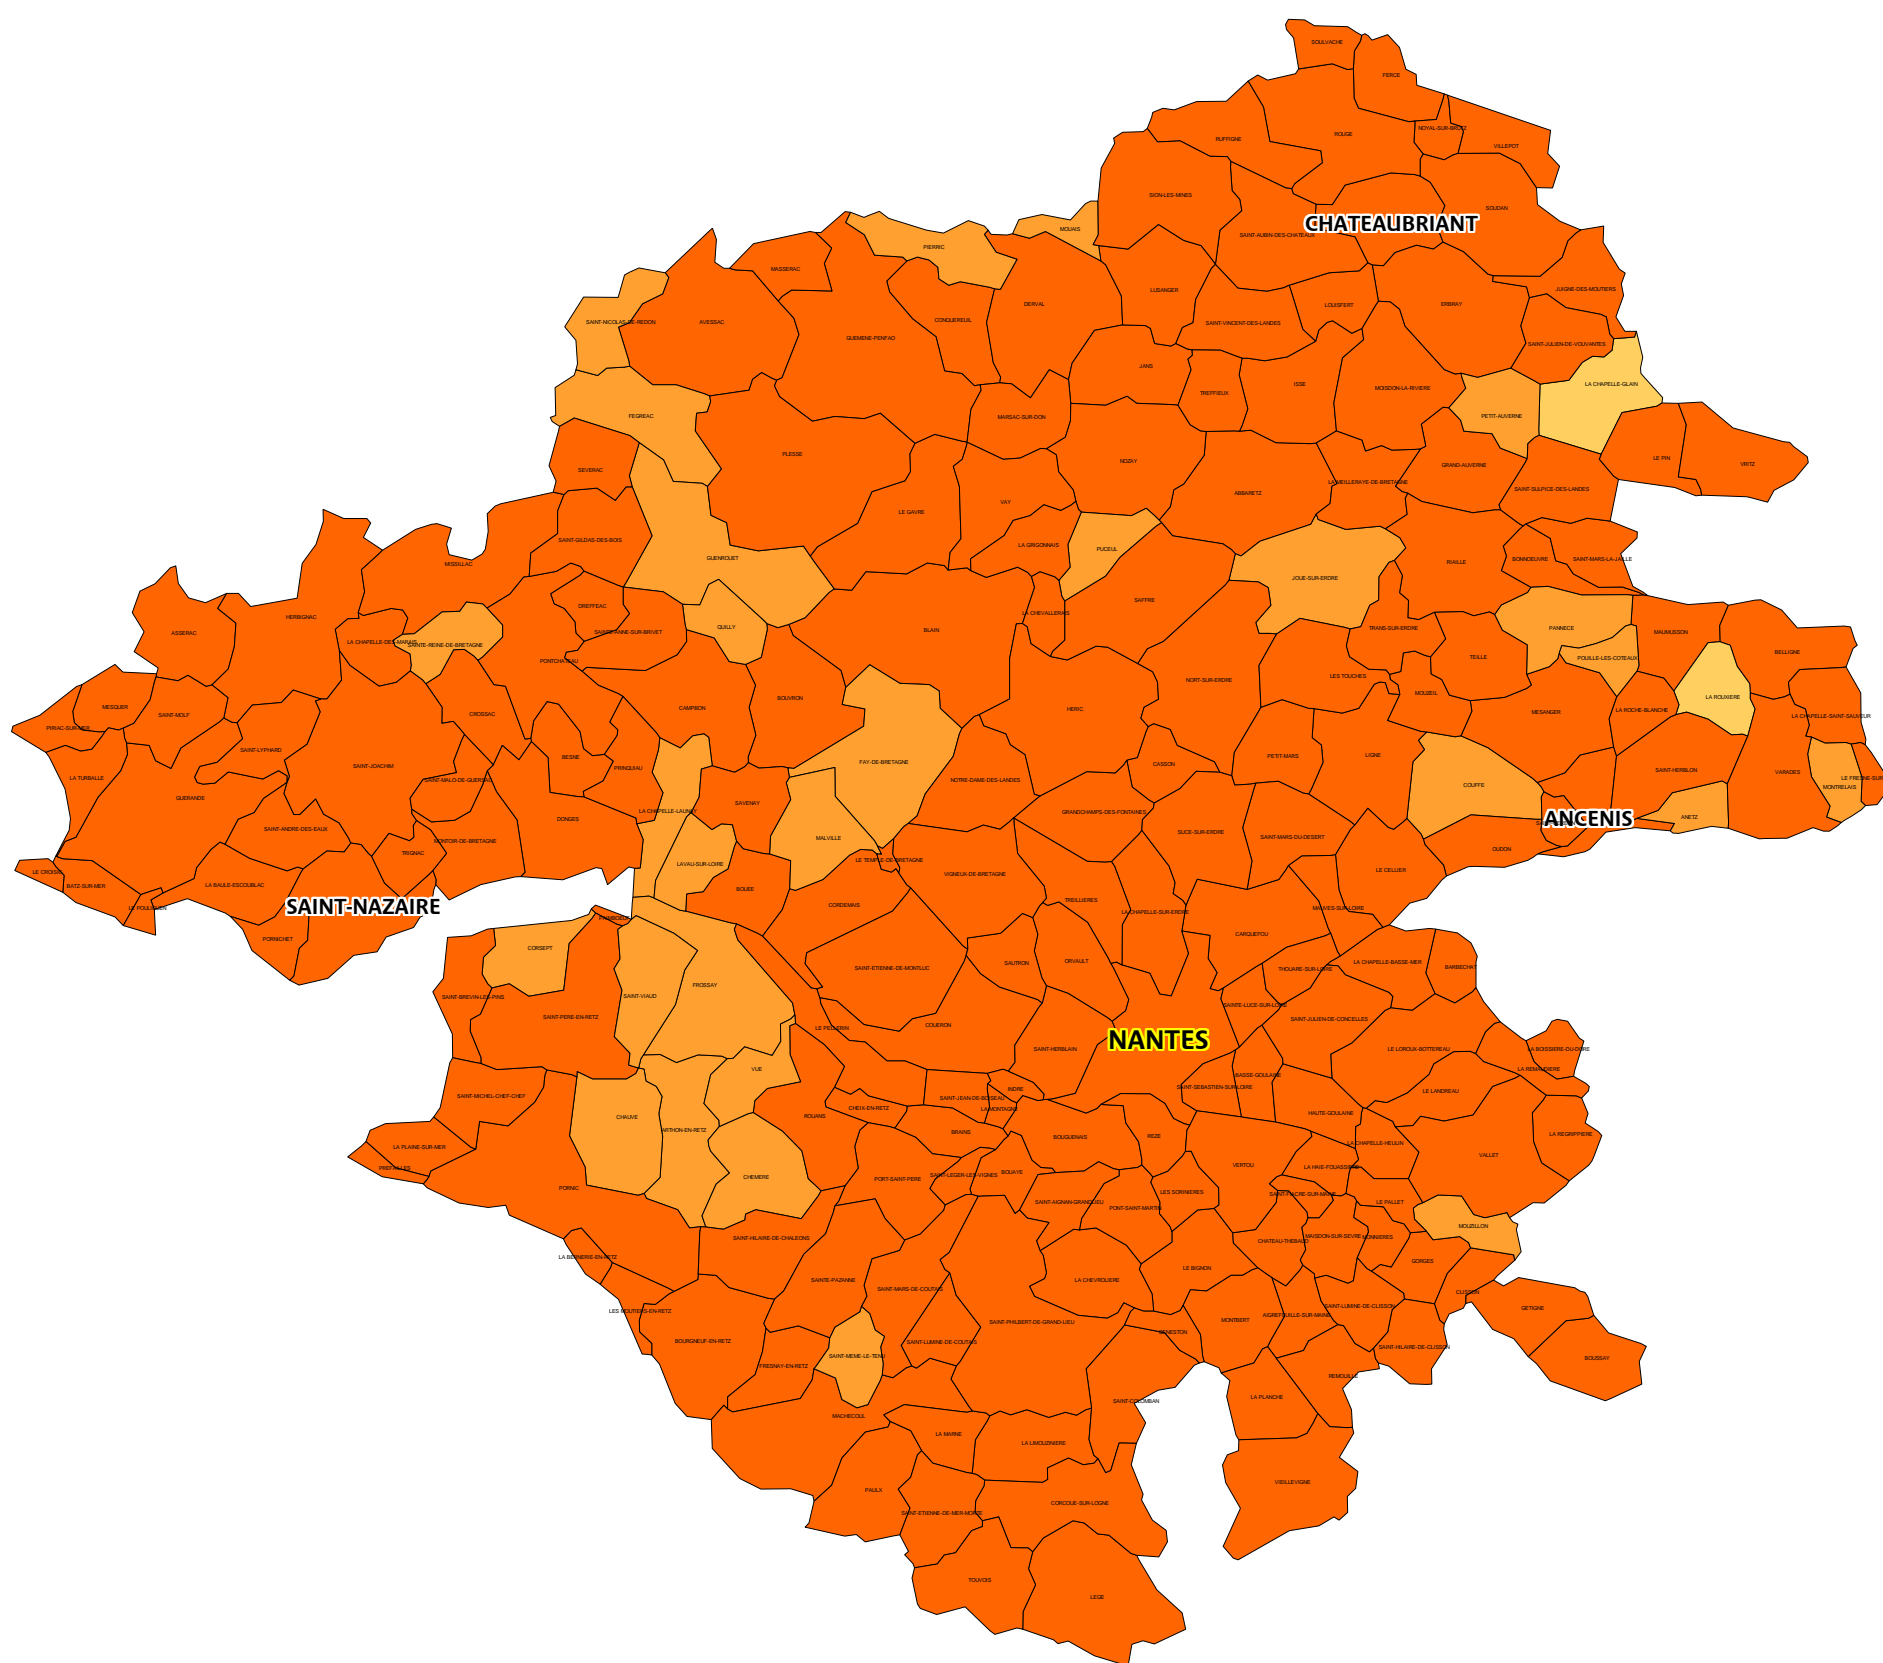 SOULVACHE
FERCE
NOYAL-SUR-BRUTZ
ROUGE
RUFFIGNE
VILLEPOT
SION-LES-MINES
SOUDAN
CHATEAUBRIANT
MOUAIS
SAINT-AUBIN-DES-CHATEAUX
PIERRIC
MASSERAC
LUSANGER
JUIGNE-DES-MOUTIERS
DERVAL
LOUISFERT
ERBRAY
CONQUEREUIL
SAINT-NICOLAS-DE-REDON
AVESSAC
SAINT-VINCENT-DES-LANDES
GUEMENE-PENFAO
SAINT-JULIEN-DE-VOUVANTES
JANS
ISSE
LA CHAPELLE-GLAIN
MOISDON-LA-RIVIERE
TREFFIEUX
FEGREAC
MARSAC-SUR-DON
PETIT-AUVERNE
PLESSE
NOZAY
LE PIN
VRITZ
GRAND-AUVERNE
SEVERAC
LA MEILLERAYE-DE-BRETAGNE
SAINT-SULPICE-DES-LANDES
ABBARETZ
VAY
LE GAVRE
SAINT-GILDAS-DES-BOIS
LA GRIGONNAIS
PUCEUL
GUENROUET
BONNOEUVRE
SAINT-MARS-LA-JAILLE
MISSILLAC
RIAILLE
JOUE-SUR-ERDRE
SAFFRE
DREFFEAC
LA CHEVALLERAIS
HERBIGNAC
QUILLY
BLAIN
TRANS-SUR-ERDRE
PANNECE
ASSERAC
SAINTE-ANNE-SUR-BRIVET
MAUMUSSON
LA CHAPELLE-DES-MARAIS
SAINTE-REINE-DE-BRETAGNE
BELLIGNE
TEILLE
POUILLE-LES-COTEAUX
PONTCHATEAU
LES TOUCHES
NORT-SUR-ERDRE
MOUZEIL
BOUVRON
LA ROUXIERE
MESQUER
CAMPBON
HERIC
LA ROCHE-BLANCHE
SAINT-MOLF
CROSSAC
MESANGER
LA CHAPELLE-SAINT-SAUVEUR
PIRIAC-SUR-MER
SAINT-LYPHARD
PETIT-MARS
LIGNE
BESNE
FAY-DE-BRETAGNE
CASSON
SAINT-JOACHIM
PRINQUIAU
SAINT-HERBLON
VARADES
LA TURBALLE
SAINT-MALO-DE-GUERSAC
NOTRE-DAME-DES-LANDES
LE FRESNE-SUR
COUFFE
MONTRELAIS
GUERANDE
SAVENAY
LA CHAPELLE-LAUNAY
GRANDCHAMPS-DES-FONTAINES
ANETZ
DONGES
ANCENIS
SAINT-ANDRE-DES-EAUX
SUCE-SUR-ERDRE
MALVILLE
SAINT-MARS-DU-DESERT
MONTOIR-DE-BRETAGNE
OUDON
TRIGNAC
LE TEMPLE-DE-BRETAGNE
LAVAU-SUR-LOIRE
LE CROISIC
LE CELLIER
VIGNEUX-DE-BRETAGNE
BATZ-SUR-MER
LA BAULE-ESCOUBLAC
BOUEE
TREILLIERES
CORDEMAIS
SAINT-NAZAIRE
LE POULIGUEN
MAUVES-SUR-LOIRE
LA CHAPELLE-SUR-ERDRE
PAIMBOEUF
CARQUEFOU
PORNICHET
CORSEPT
ORVAULT
SAUTRON
LA CHAPELLE-BASSE-MER
BARBECHAT
SAINT-ETIENNE-DE-MONTLUC
THOUARE-SUR-LOIRE
FROSSAY
SAINT-BREVIN-LES-PINS
SAINT-VIAUD
SAINTE-LUCE-SUR-LOIRE
SAINT-PERE-EN-RETZ
SAINT-JULIEN-DE-CONCELLES
COUERON
LE PELLERIN
NANTES
SAINT-HERBLAIN
LE LOROUX-BOTTEREAU
LA BOISSIERE-DU-DORE
VUE
LA REMAUDIERE
BASSE-GOULAINE
SAINT-SEBASTIEN-SUR-LOIRE
INDRE
LE LANDREAU
SAINT-MICHEL-CHEF-CHEF
SAINT-JEAN-DE-BOISEAU
CHEIX-EN-RETZ
LA MONTAGNE
HAUTE-GOULAINE
ROUANS
CHAUVE
ARTHON-EN-RETZ
BRAINS
BOUGUENAIS
REZE
LA REGRIPPIERE
LA CHAPELLE-HEULIN
LA PLAINE-SUR-MER
VALLET
VERTOU
LA HAIE-FOUASSIERE
PREFAILLES
BOUAYE
SAINT-LEGER-LES-VIGNES
CHEMERE
PORT-SAINT-PERE
PORNIC
LES SORINIERES
SAINT-FIACRE-SUR-MAINE
SAINT-AIGNAN-GRANDLIEU
LE PALLET
PONT-SAINT-MARTIN
MOUZILLON
SAINT-HILAIRE-DE-CHALEONS
MAISDON-SUR-SEVRE
MONNIERES
CHATEAU-THEBAUD
LA BERNERIE-EN-RETZ
GORGES
LE BIGNON
SAINTE-PAZANNE
LA CHEVROLIERE
SAINT-MARS-DE-COUTAIS
CLISSON
SAINT-LUMINE-DE-CLISSON
GETIGNE
LES MOUTIERS-EN-RETZ
AIGREFEUILLE-SUR-MAINE
MONTBERT
SAINT-PHILBERT-DE-GRAND-LIEU
GENESTON
BOURGNEUF-EN-RETZ
SAINT-LUMINE-DE-COUTAIS
SAINT-HILAIRE-DE-CLISSON
SAINT-MEME-LE-TENU
BOUSSAY
FRESNAY-EN-RETZ
REMOUILLE
LA PLANCHE
SAINT-COLOMBAN
MACHECOUL
LA MARNE
LA LIMOUZINIERE
VIEILLEVIGNE
PAULX
CORCOUE-SUR-LOGNE
SAINT-ETIENNE-DE-MER-MORTE
TOUVOIS
LEGE